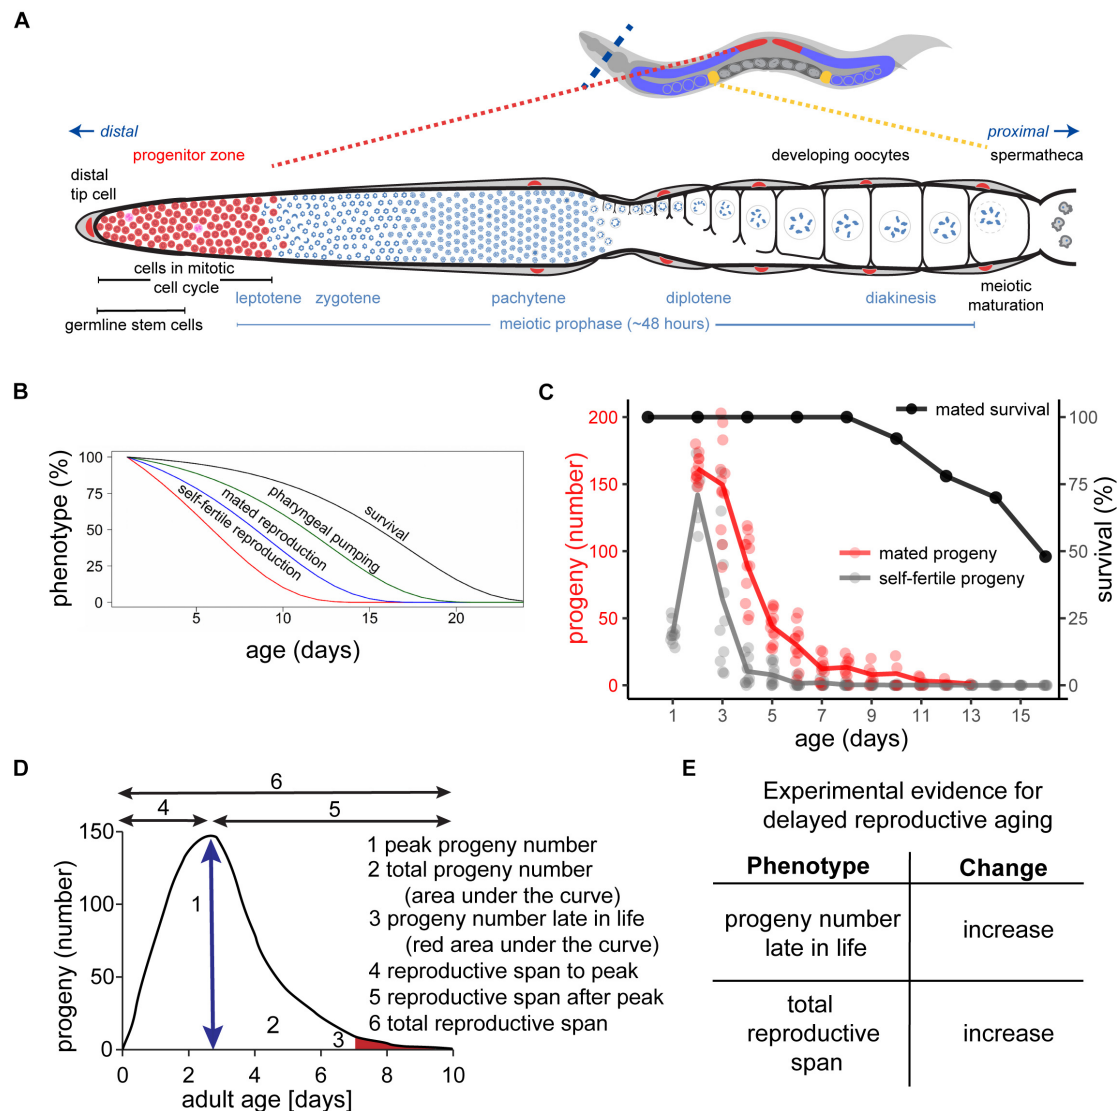 A
distal
proximal
progenitor zone
developing oocytes
spermatheca
distal
tip cell
cells in mitotic
cell cycle
leptotene
zygotene
pachytene
diplotene
diakinesis
meiotic
maturation
germline stem cells
meiotic prophase (~48 hours)
B
phenotype (%)
100
75
50
25
0
survival
pharyngeal pumping
mated reproduction
self-fertile reproduction
5
10
15
20
age (days)
C
progeny (number)
200
150
100
50
0
mated survival
mated progeny
self-fertile progeny
100
75
50
25
0
survival (%)
1
3
5
7
9
11
13
15
age (days)
D
6
4
5
progeny (number)
150
100
50
0
1
2
3
0
2
4
6
8
10
adult age [days]
1 peak progeny number
2 total progeny number
(area under the curve)
3 progeny number late in life
(red area under the curve)
4 reproductive span to peak
5 reproductive span after peak
6 total reproductive span
E
Experimental evidence for
delayed reproductive aging
Phenotype
Change
progeny number
late in life
increase
total
reproductive
span
increase